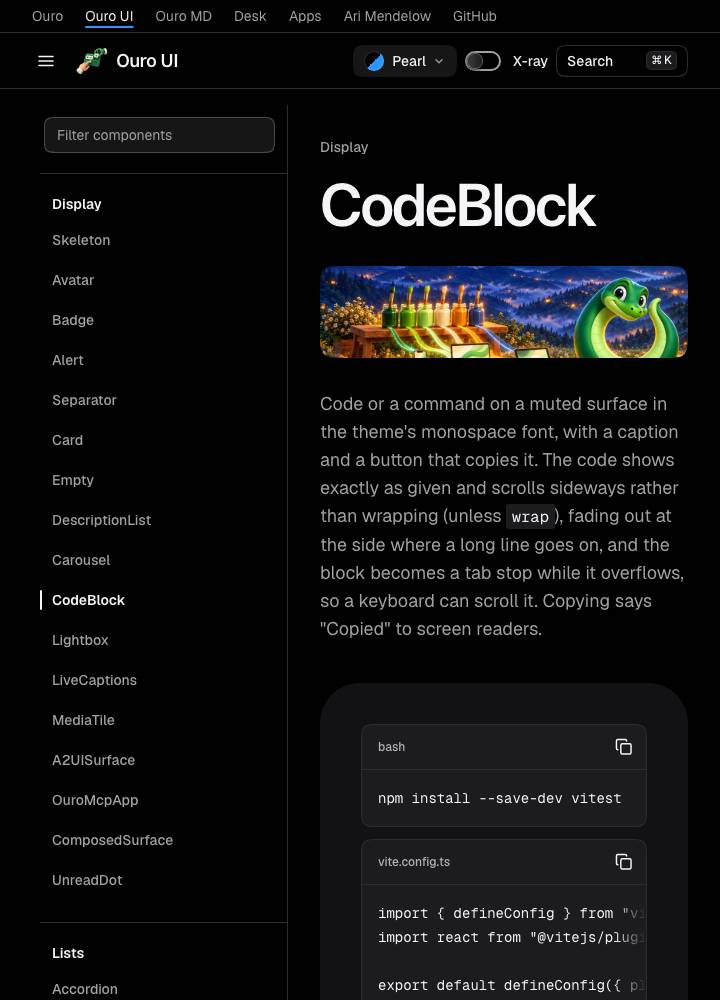 Ouro Ouro UI Ouro MD Desk Apps Ari Mendelow GitHub
Ouro UI Pearl X-ray Search ⌘ K
Filter components
Display
Skeleton
Avatar
Badge
Alert
Separator
Card
Empty
DescriptionList
Carousel
CodeBlock
Lightbox
LiveCaptions
MediaTile
A2UISurface
OuroMcpApp
ComposedSurface
UnreadDot
Lists
Accordion
Display
CodeBlock
Code or a command on a muted surface in
the theme's monospace font, with a caption
and a button that copies it. The code shows
exactly as given and scrolls sideways rather
than wrapping (unless wrap), fading out at
the side where a long line goes on, and the
block becomes a tab stop while it overflows,
so a keyboard can scroll it. Copying says
"Copied" to screen readers.
bash
npm install --save-dev vitest
vite.config.ts
import { defineConfig } from "vi
import react from "@vitejs/plugi
export default defineConfig({ pl